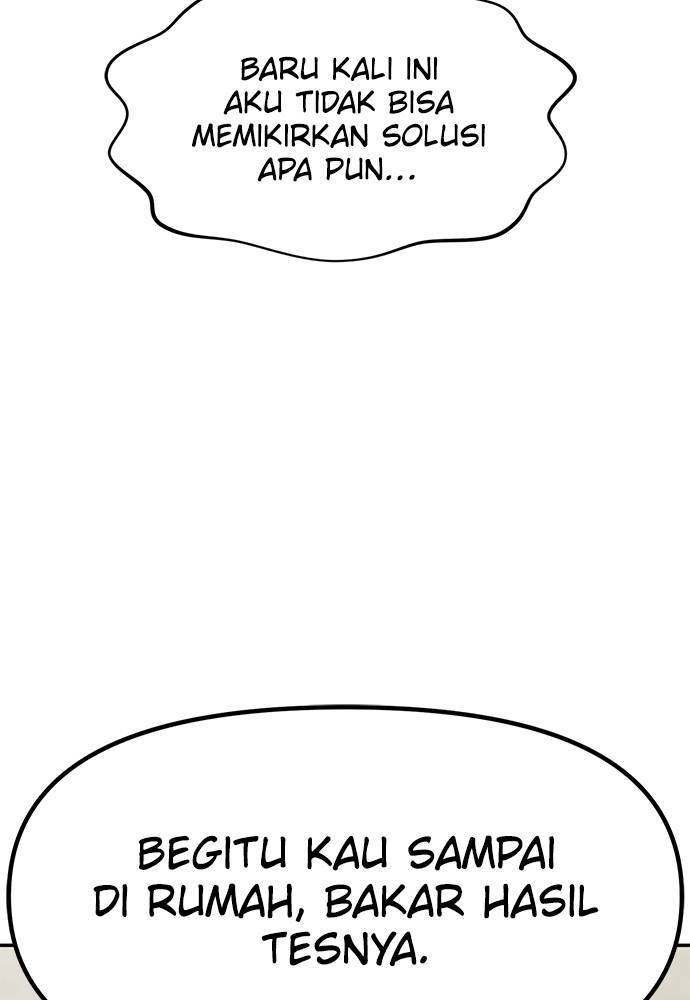 BARU KALI INI
AKU TIDAK BISA
MEMIKIRKAN SOLUSI
APA PUN...
BEGITU KAU SAMPAI
DI RUMAH, BAKAR HASIL
TESNYA.